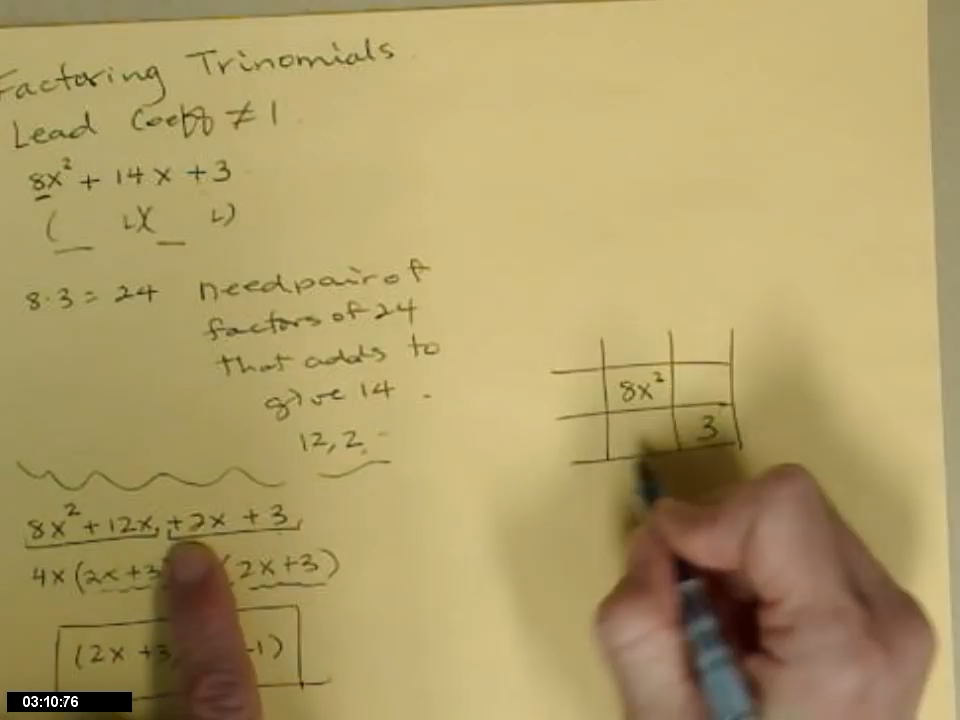 Factoring Trinomials
Lead Coeff ≠ 1
8x² + 14x + 3
(__ + )(__ + )
8·3 = 24 need pair of
factors of 24
that adds to
give 14.
12, 2
8x² + 12x + 2x + 3
4x(2x+3) (2x+3)
(2x +3 -1)
8x²
3
03:10:76